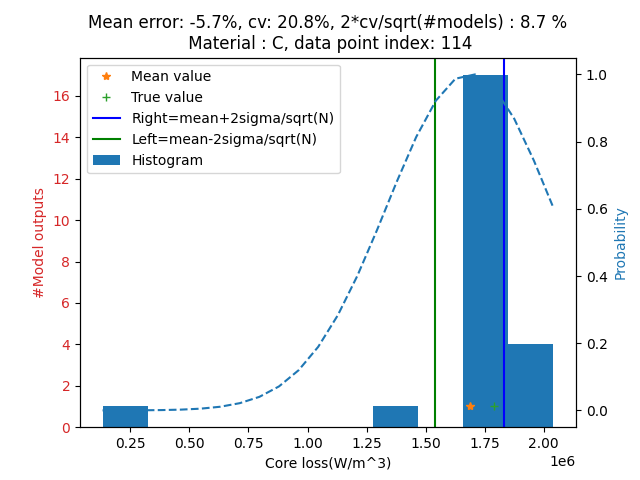 Mean error: -5.7%, cv: 20.8%, 2*cv/sqrt(#models) : 8.7 %
Material : C, data point index: 114
Mean value
True value
Right=mean+2sigma/sqrt(N)
Left=mean-2sigma/sqrt(N)
Histogram
#Model outputs
16
14
12
10
8
6
4
2
0
1.0
0.8
0.6
0.4
0.2
0.0
Probability
0.25 0.50 0.75 1.00 1.25 1.50 1.75 2.00
1e6
Core loss(W/m^3)